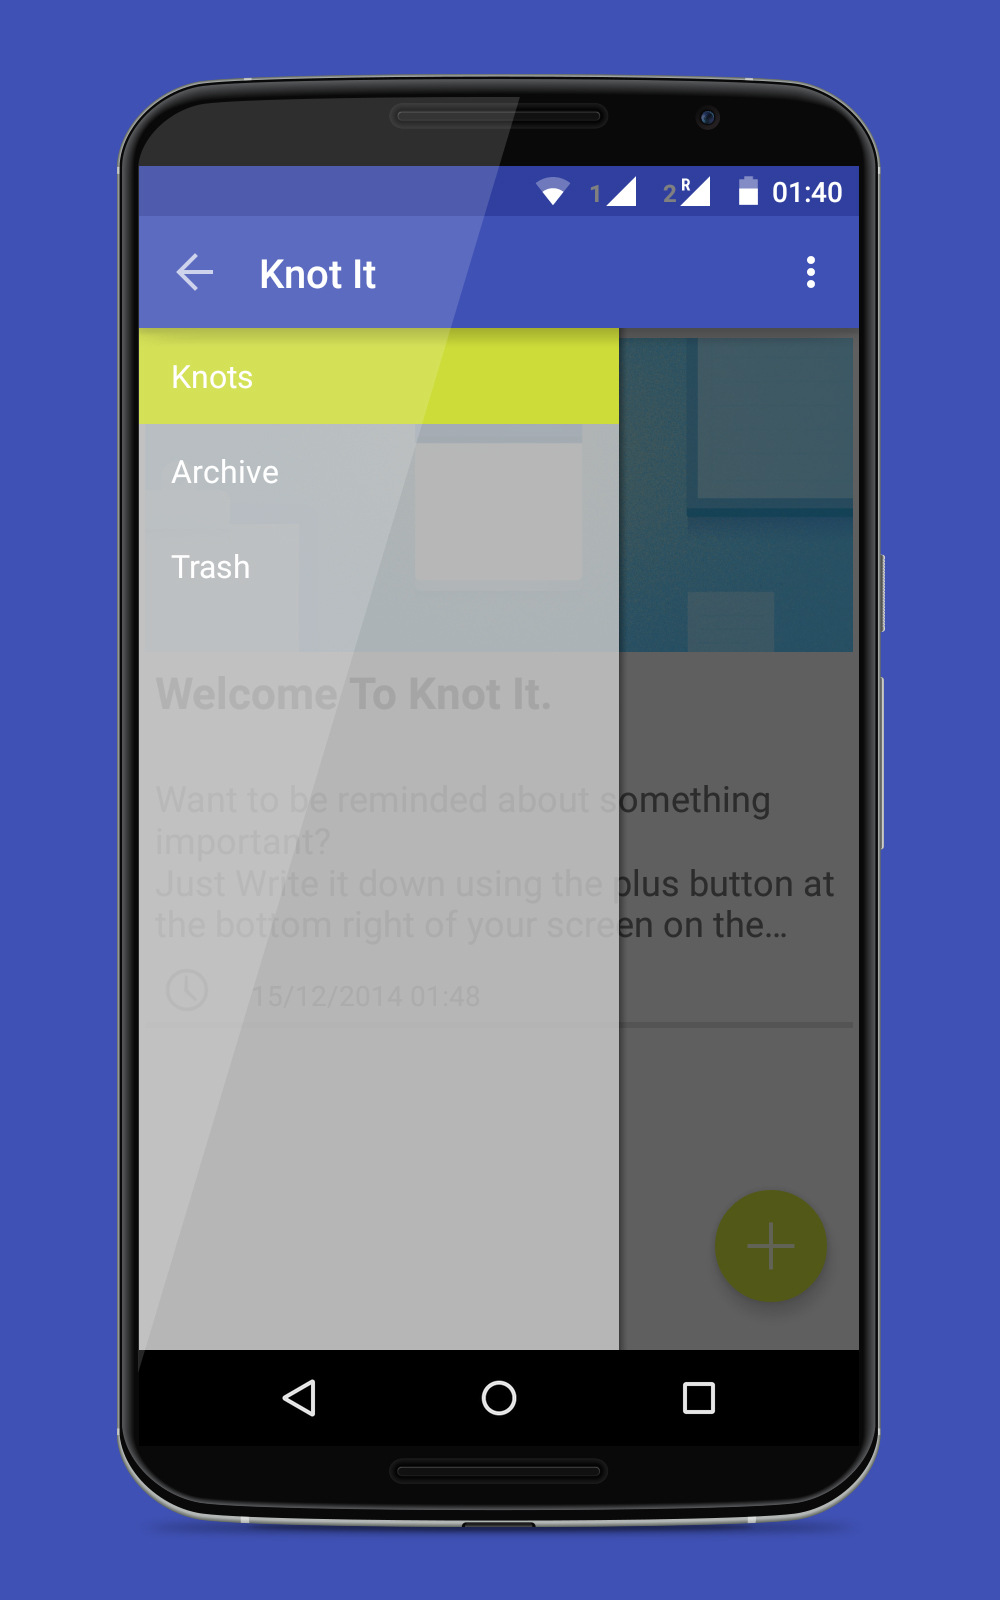 1 2 R 01:40
Knot It
Knots
Archive
Trash
Welcome To Knot It.
Want to be reminded about something
important?
Just Write it down using the plus button at
the bottom right of your screen on the...
15/12/2014 01:48